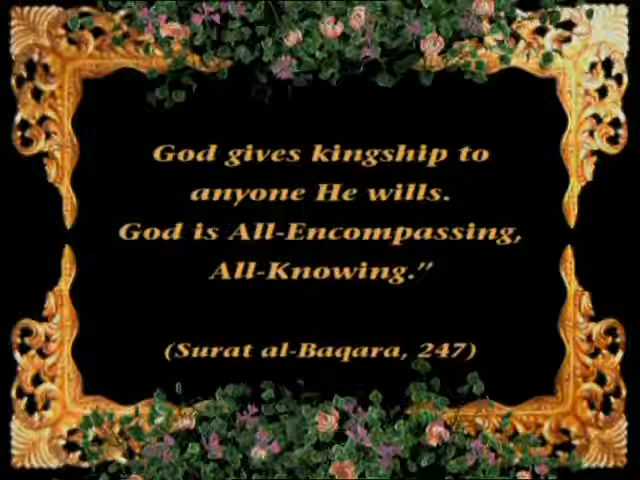 God gives kingship to
anyone He wills.
God is All-Encompassing,
All-Knowing.”
(Surat al-Baqara, 247)